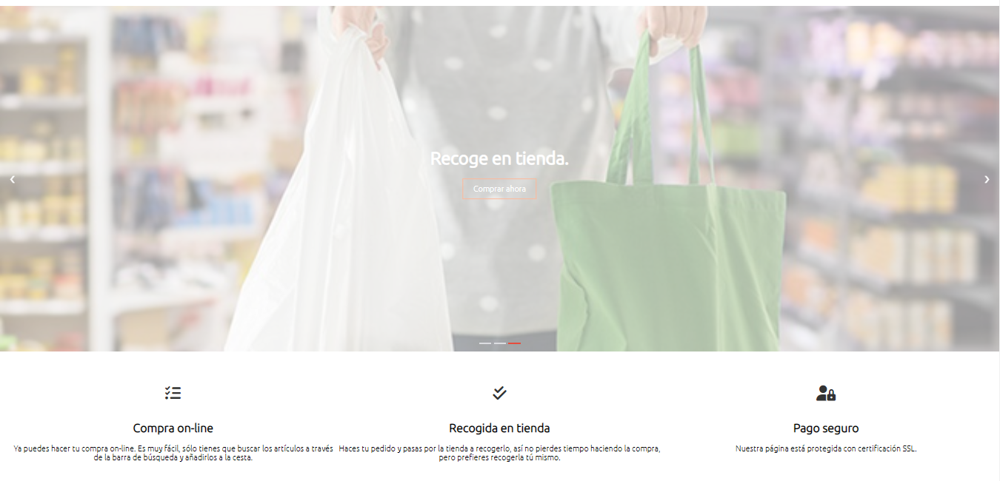 Recoge en tienda.
Comprar ahora
Compra on-line
Ya puedes hacer tu compra on-line. Es muy fácil, sólo tienes que buscar los artículos a través
de la barra de búsqueda y añadirlos a la cesta.
Recogida en tienda
Haces tu pedido y pasas por la tienda a recogerlo, así no pierdes tiempo haciendo la compra,
pero prefieres recogerla tú mismo.
Pago seguro
Nuestra página está protegida con certificación SSL.